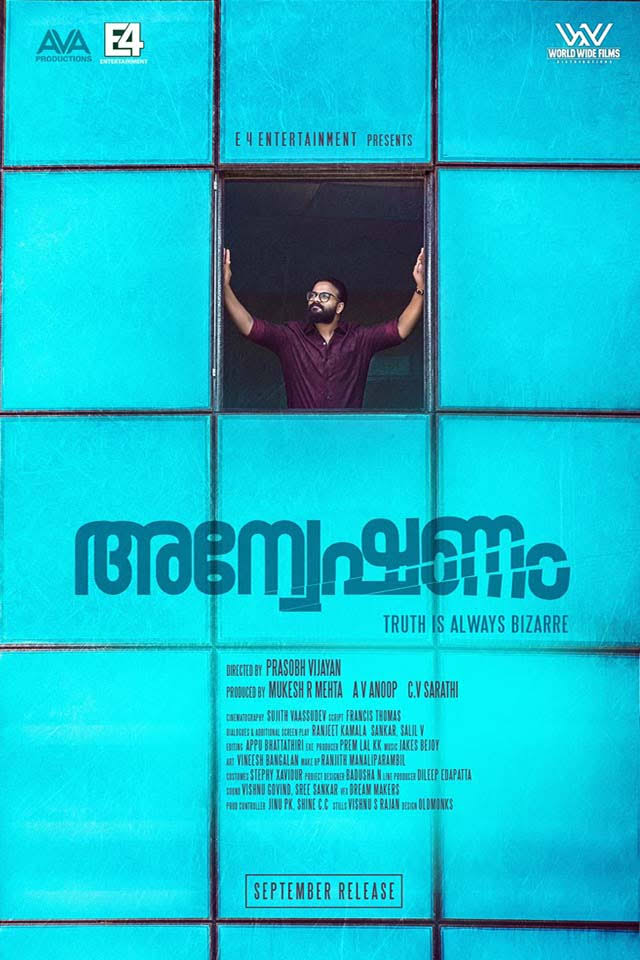 AVA
PRODUCTIONS
E4
ENTERTAINMENT
WORLD WIDE FILMS
DISTRIBUTIONS
E 4 ENTERTAINMENT PRESENTS
അന്വേഷണം
TRUTH IS ALWAYS BIZARRE
DIRECTED BY PRASOBH VIJAYAN
PRODUCED BY MUKESH R MEHTA A V ANOOP C.V SARATHI
CINEMATOGRAPHY SUJITH VAASSUDEV SCRIPT FRANCIS THOMAS
DIALOGUES & ADDITIONAL SCREEN PLAY RANJEET KAMALA SANKAR, SALIL V
EDITING APPU BHATTATHIRI EXE. PRODUCER PREM LAL KK MUSIC JAKES BEJOY
ART VINEESH BANGALAN MAKE UP RANJITH MANALIPARAMBIL
COSTUMES STEPHY XAVIOUR PROJECT DESIGNER BADUSHA N LINE PRODUCER DILEEP EDAPATTA
SOUND VISHNU GOVIND, SREE SANKAR VFX DREAM MAKERS
PROD CONTROLLER JINU PK, SHINE C.C STILLS VISHNU S RAJAN DESIGN OLDMONKS
SEPTEMBER RELEASE